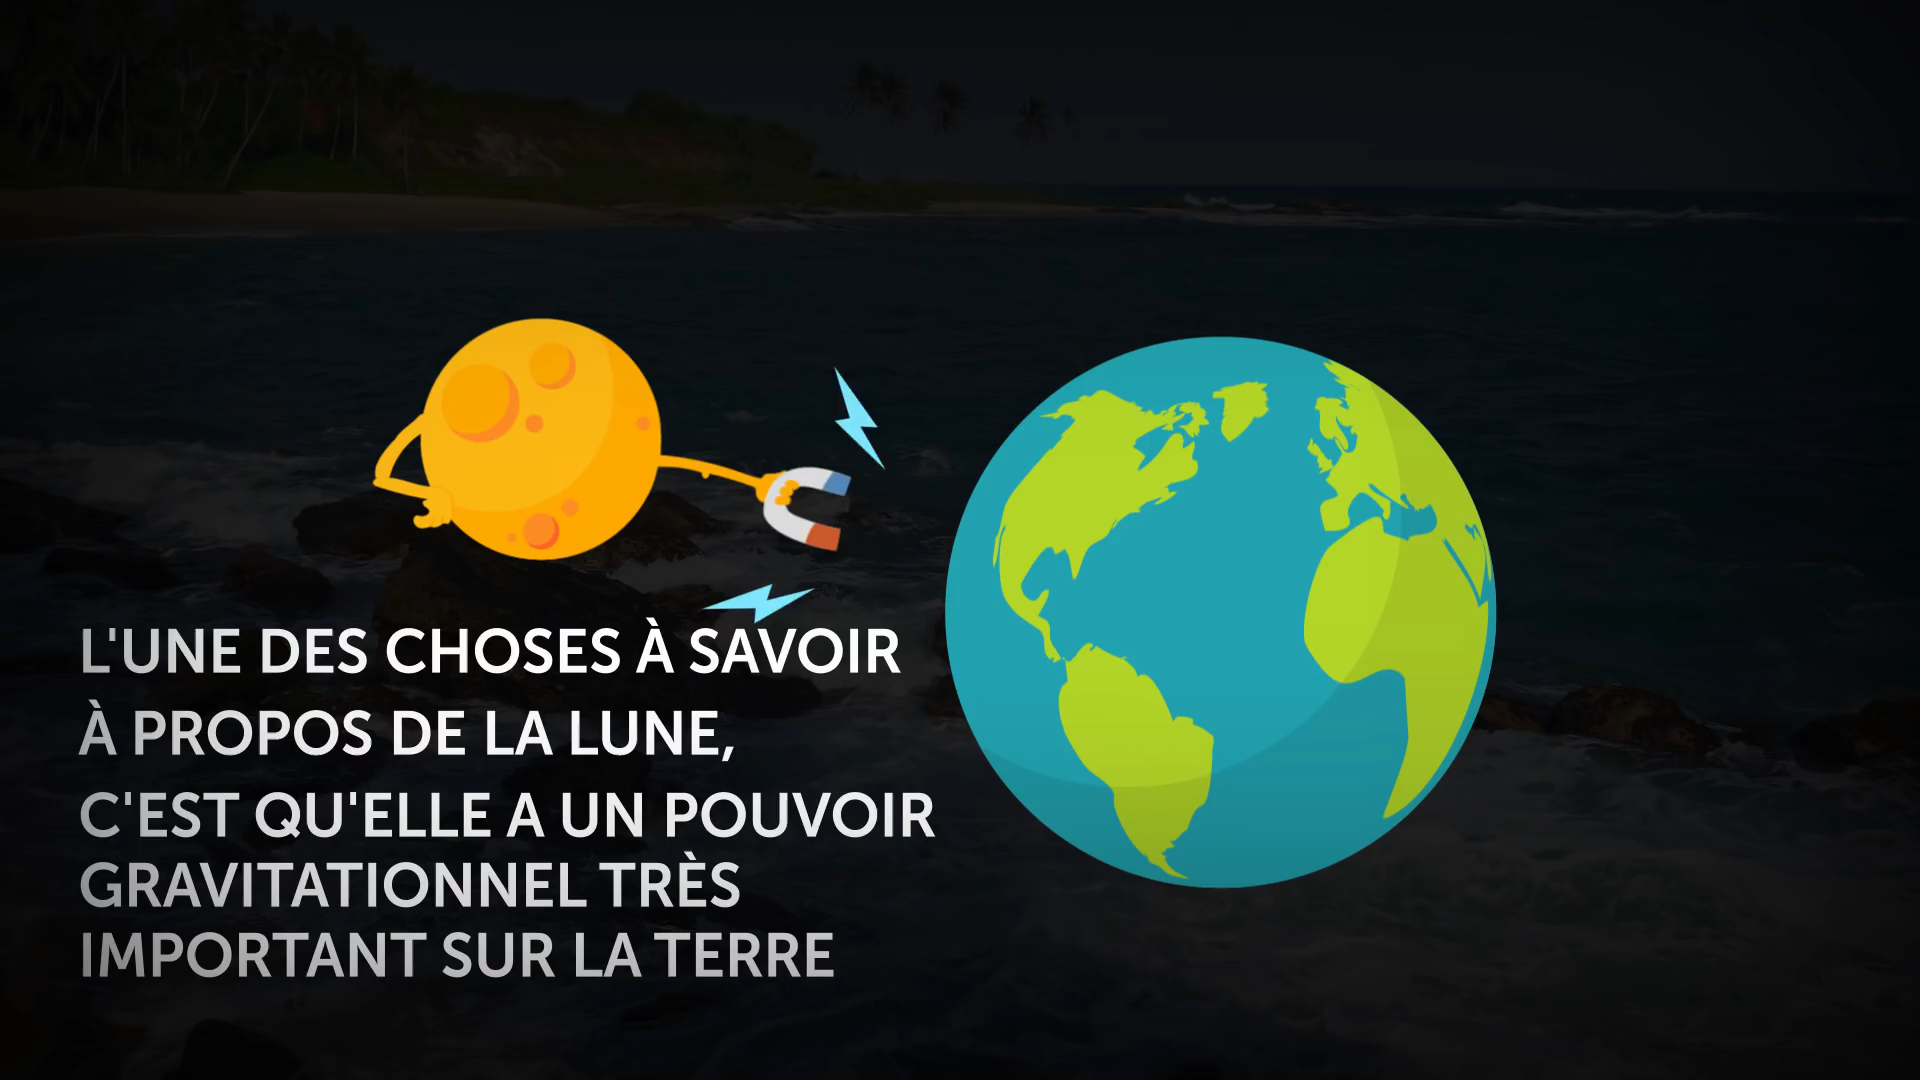 L'UNE DES CHOSES À SAVOIR
À PROPOS DE LA LUNE,
C'EST QU'ELLE A UN POUVOIR
GRAVITATIONNEL TRÈS
IMPORTANT SUR LA TERRE